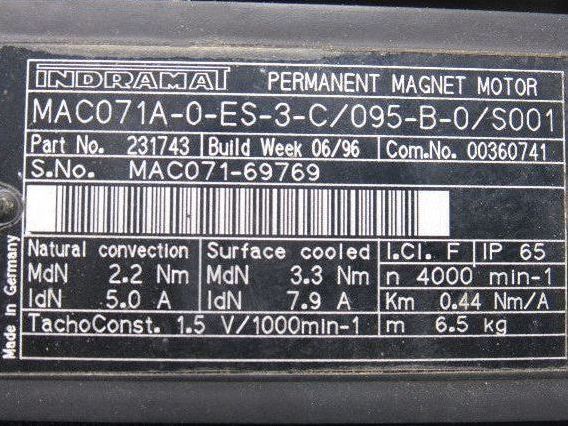 INDRAMAT PERMANENT MAGNET MOTOR
MAC071A-0-ES-3-C/095-B-0/S001
Part No. 231743 Build Week 06/96 Com.No. 00360741
S.No. MAC071-69769
Natural convection Surface cooled I.Cl. F IP 65
MdN 2.2 Nm MdN 3.3 Nm n 4000 min-1
IdN 5.0 A IdN 7.9 A Km 0.44 Nm/A
TachoConst. 1.5 V/1000min-1 m 6.5 kg
Made in Germany